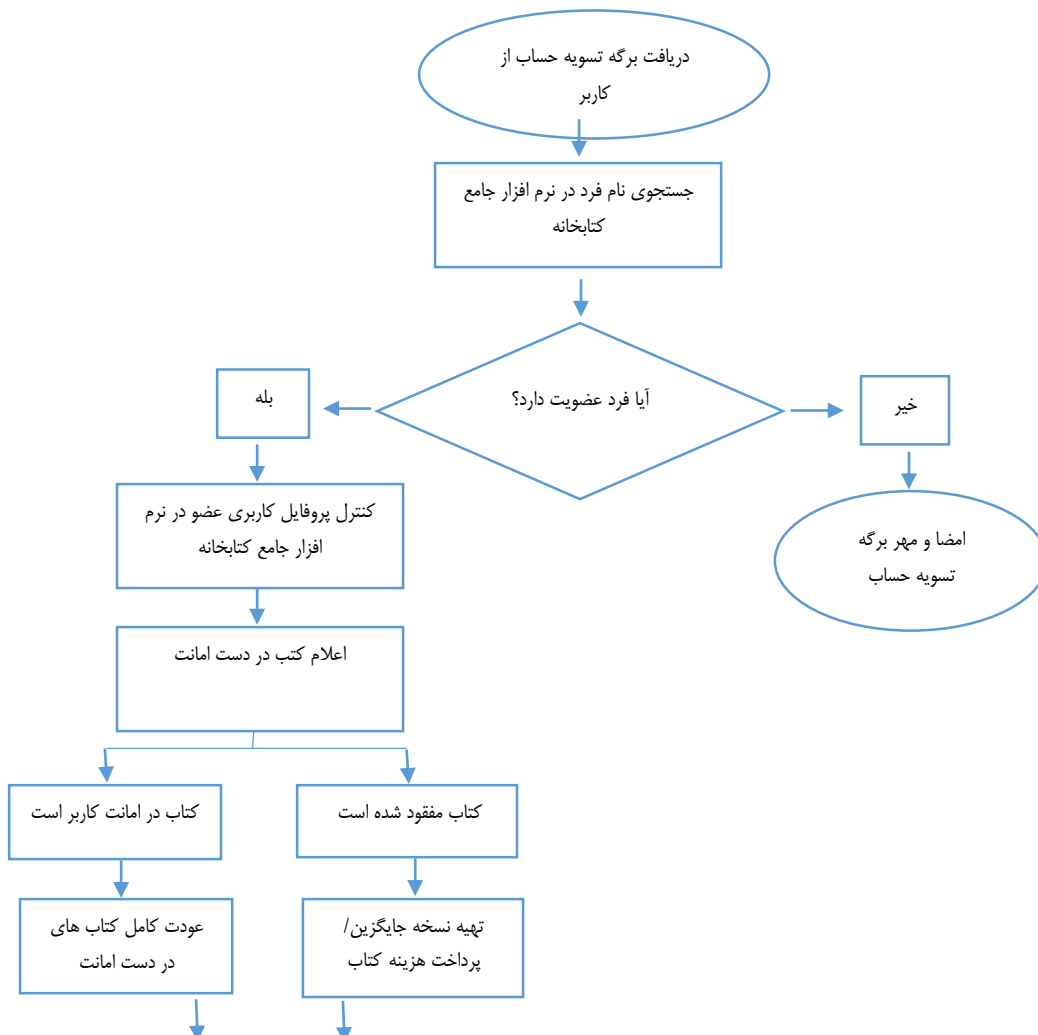 دریافت برگه تسویه حساب از
کاربر
جستجوی نام فرد در نرم افزار جامع
کتابخانه
آیا فرد عضویت دارد؟
خیر
بله
امضا و مهر برگه
تسویه حساب
کنترل پروفایل کاربری عضو در نرم
افزار جامع کتابخانه
اعلام کتب در دست امانت
کتاب مفقود شده است
کتاب در امانت کاربر است
تهیه نسخه جایگزین/
پرداخت هزینه کتاب
عودت کامل کتاب های
در دست امانت